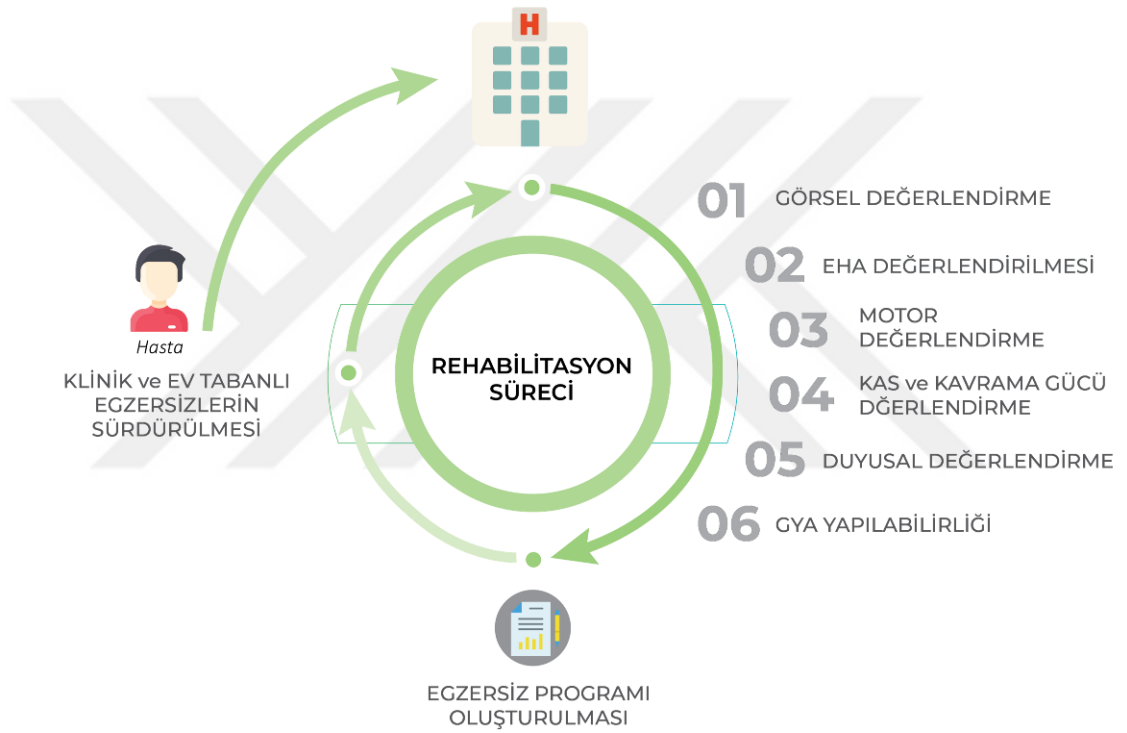 H
01 GÖRSEL DEĞERLENDİRME
02 EHA DEĞERLENDİRİLMESİ
03 MOTOR
DEĞERLENDİRME
04 KAS ve KAVRAMA GÜCÜ
DĞERLENDİRME
05 DUYUSAL DEĞERLENDİRME
06 GYA YAPILABİLİRLİĞİ
Hasta
KLİNİK ve EV TABANLI
EGZERSİZLERİN
SÜRDÜRÜLMESİ
REHABİLİTASYON
SÜRECİ
EGZERSİZ PROGRAMI
OLUŞTURULMASI